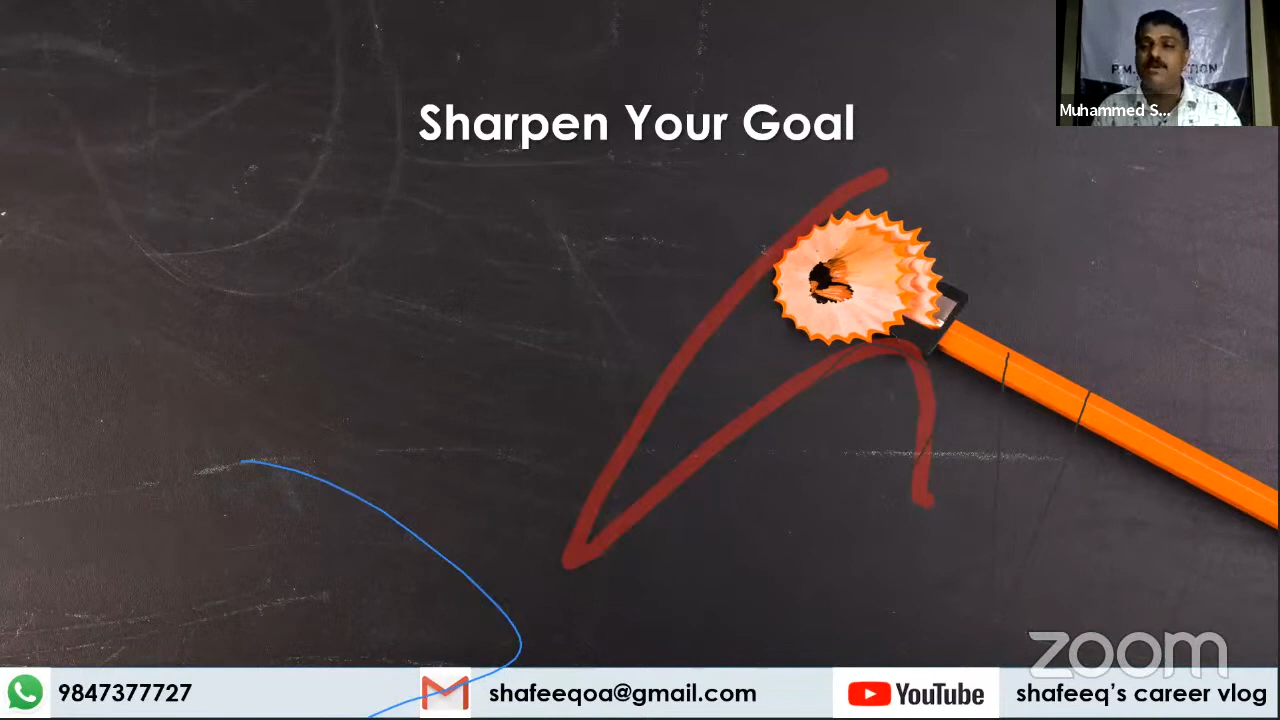 Sharpen Your Goal
Muhammed S...
zoom
9847377727
shafeeqoa@gmail.com
YouTube
shafeeq's career vlog